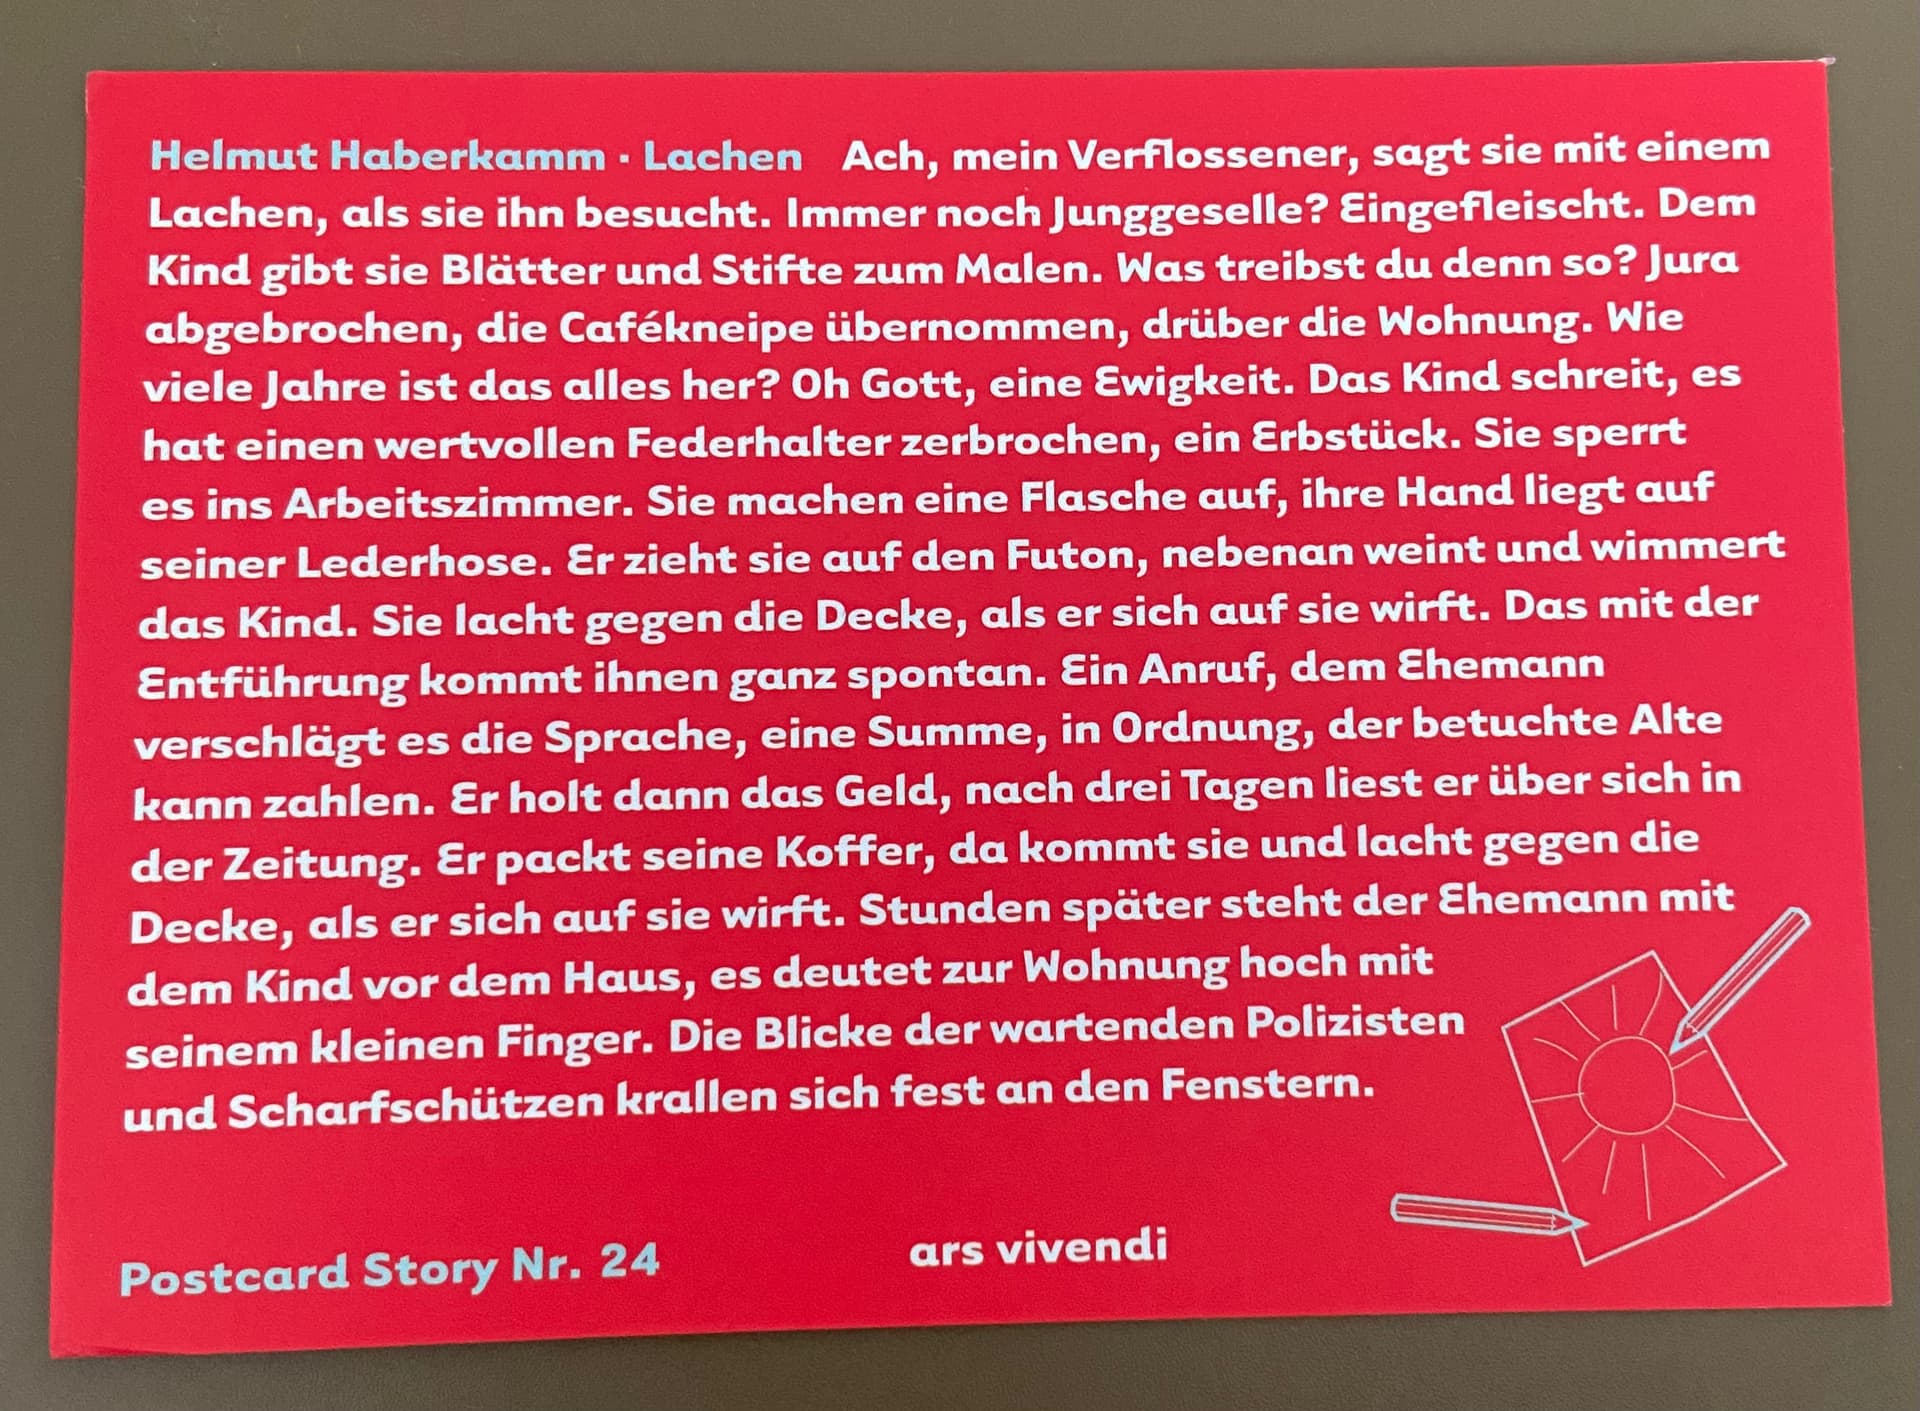 Helmut Haberkamm · Lachen Ach, mein Verflossener, sagt sie mit einem
Lachen, als sie ihn besucht. Immer noch Junggeselle? Eingefleischt. Dem
Kind gibt sie Blätter und Stifte zum Malen. Was treibst du denn so? Jura
abgebrochen, die Cafékneipe übernommen, drüber die Wohnung. Wie
viele Jahre ist das alles her? Oh Gott, eine Ewigkeit. Das Kind schreit, es
hat einen wertvollen Federhalter zerbrochen, ein Erbstück. Sie sperrt
es ins Arbeitszimmer. Sie machen eine Flasche auf, ihre Hand liegt auf
seiner Lederhose. Er zieht sie auf den Futon, nebenan weint und wimmert
das Kind. Sie lacht gegen die Decke, als er sich auf sie wirft. Das mit der
Entführung kommt ihnen ganz spontan. Ein Anruf, dem Ehemann
verschlägt es die Sprache, eine Summe, in Ordnung, der betuchte Alte
kann zahlen. Er holt dann das Geld, nach drei Tagen liest er über sich in
der Zeitung. Er packt seine Koffer, da kommt sie und lacht gegen die
Decke, als er sich auf sie wirft. Stunden später steht der Ehemann mit
dem Kind vor dem Haus, es deutet zur Wohnung hoch mit
seinem kleinen Finger. Die Blicke der wartenden Polizisten
und Scharfschützen krallen sich fest an den Fenstern.
Postcard Story Nr. 24
ars vivendi